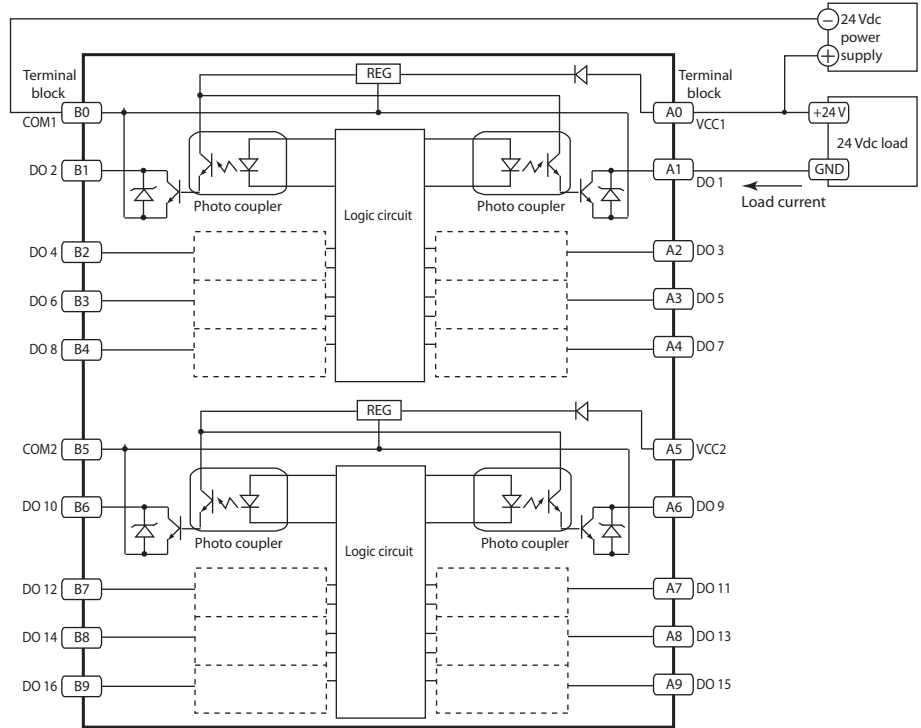 24 Vdc
power
supply
−
+
Terminal
block
REG
Terminal
block
B0
COM1
A0
VCC1
+24 V
24 Vdc load
GND
DO 2 B1
A1 DO 1
Photo coupler
Photo coupler
Load current
Logic circuit
DO 4 B2
A2 DO 3
DO 6 B3
A3 DO 5
DO 8 B4
A4 DO 7
REG
COM2 B5
A5 VCC2
DO 10 B6
A6 DO 9
Photo coupler
Photo coupler
Logic circuit
DO 12 B7
A7 DO 11
DO 14 B8
A8 DO 13
DO 16 B9
A9 DO 15